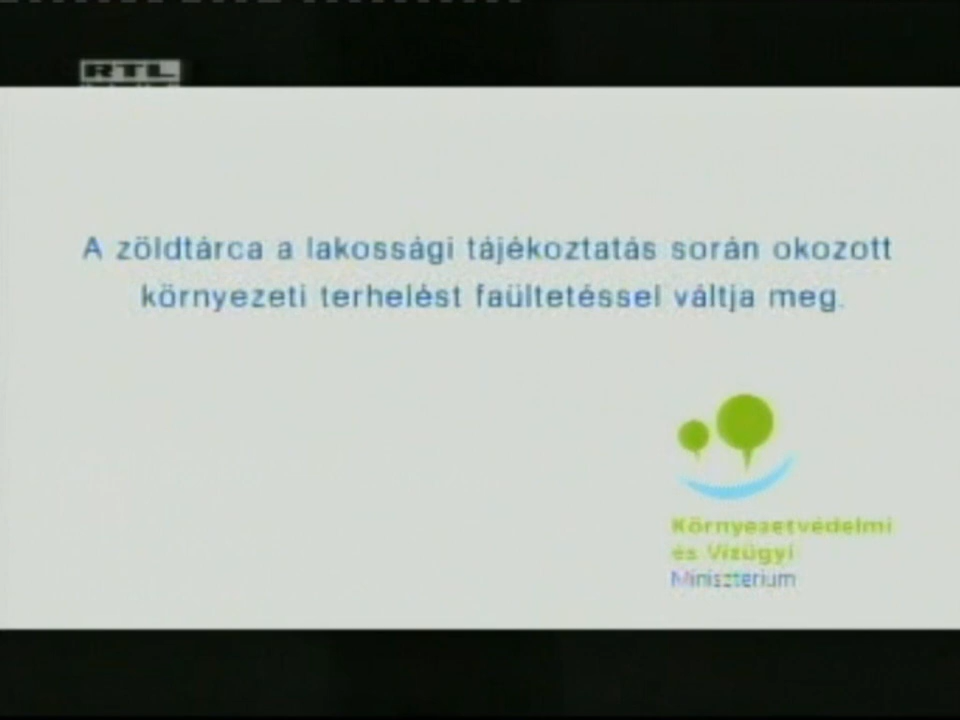 RTL
A zöldtárca a lakossági tájékoztatás során okozott
környezeti terhelést faültetéssel váltja meg.
Környezetvédelmi
és Vízügyi
Minisztérium